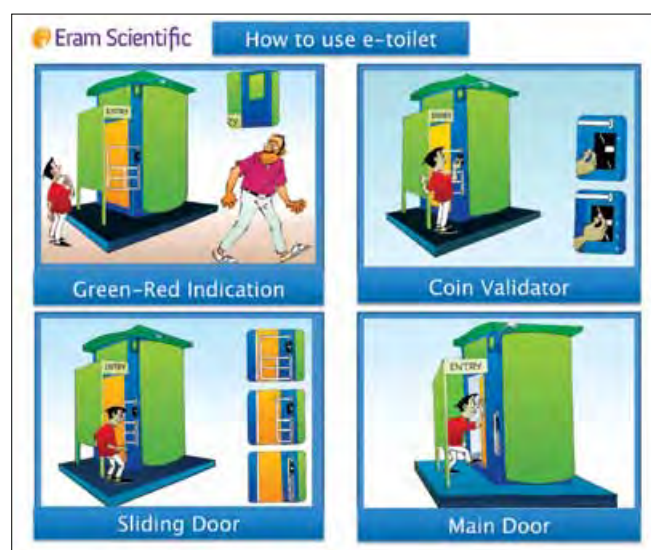 Eram Scientific
How to use e-toilet
ENTRY
Green-Red Indication
ENTRY
Coin Validator
ENTRY
Sliding Door
ENTRY
Main Door